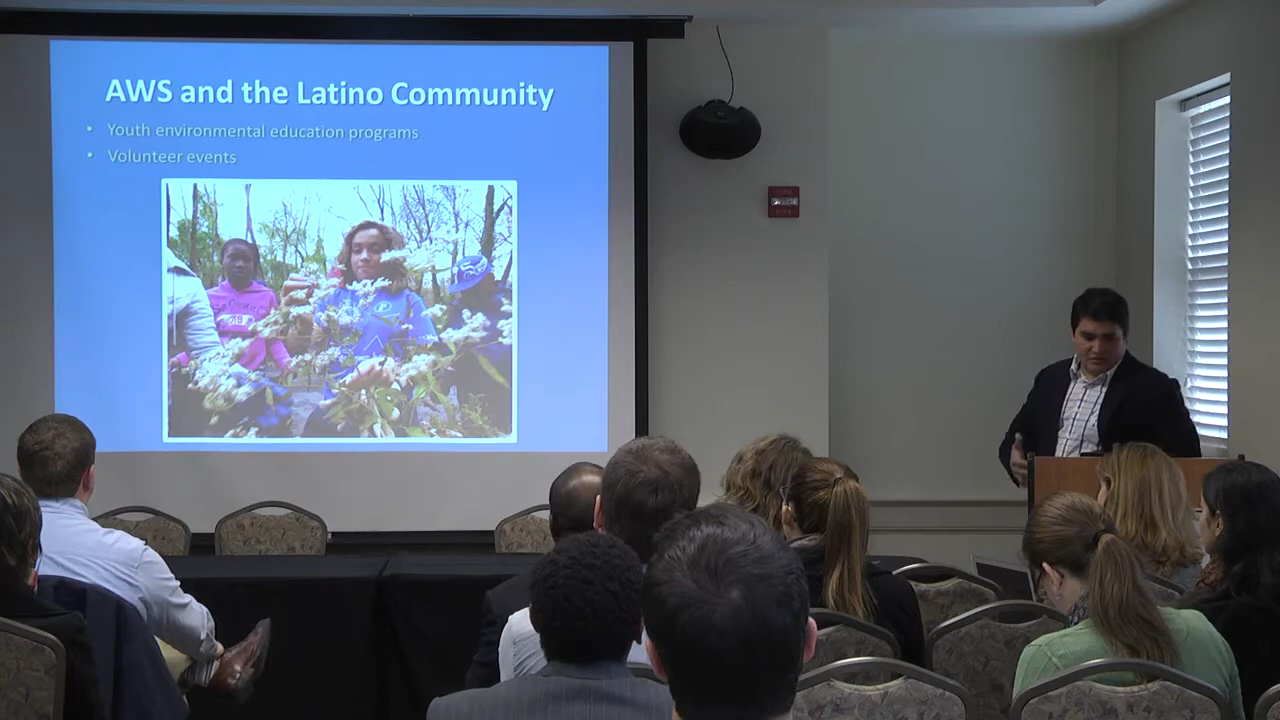 AWS and the Latino Community
• Youth environmental education programs
• Volunteer events